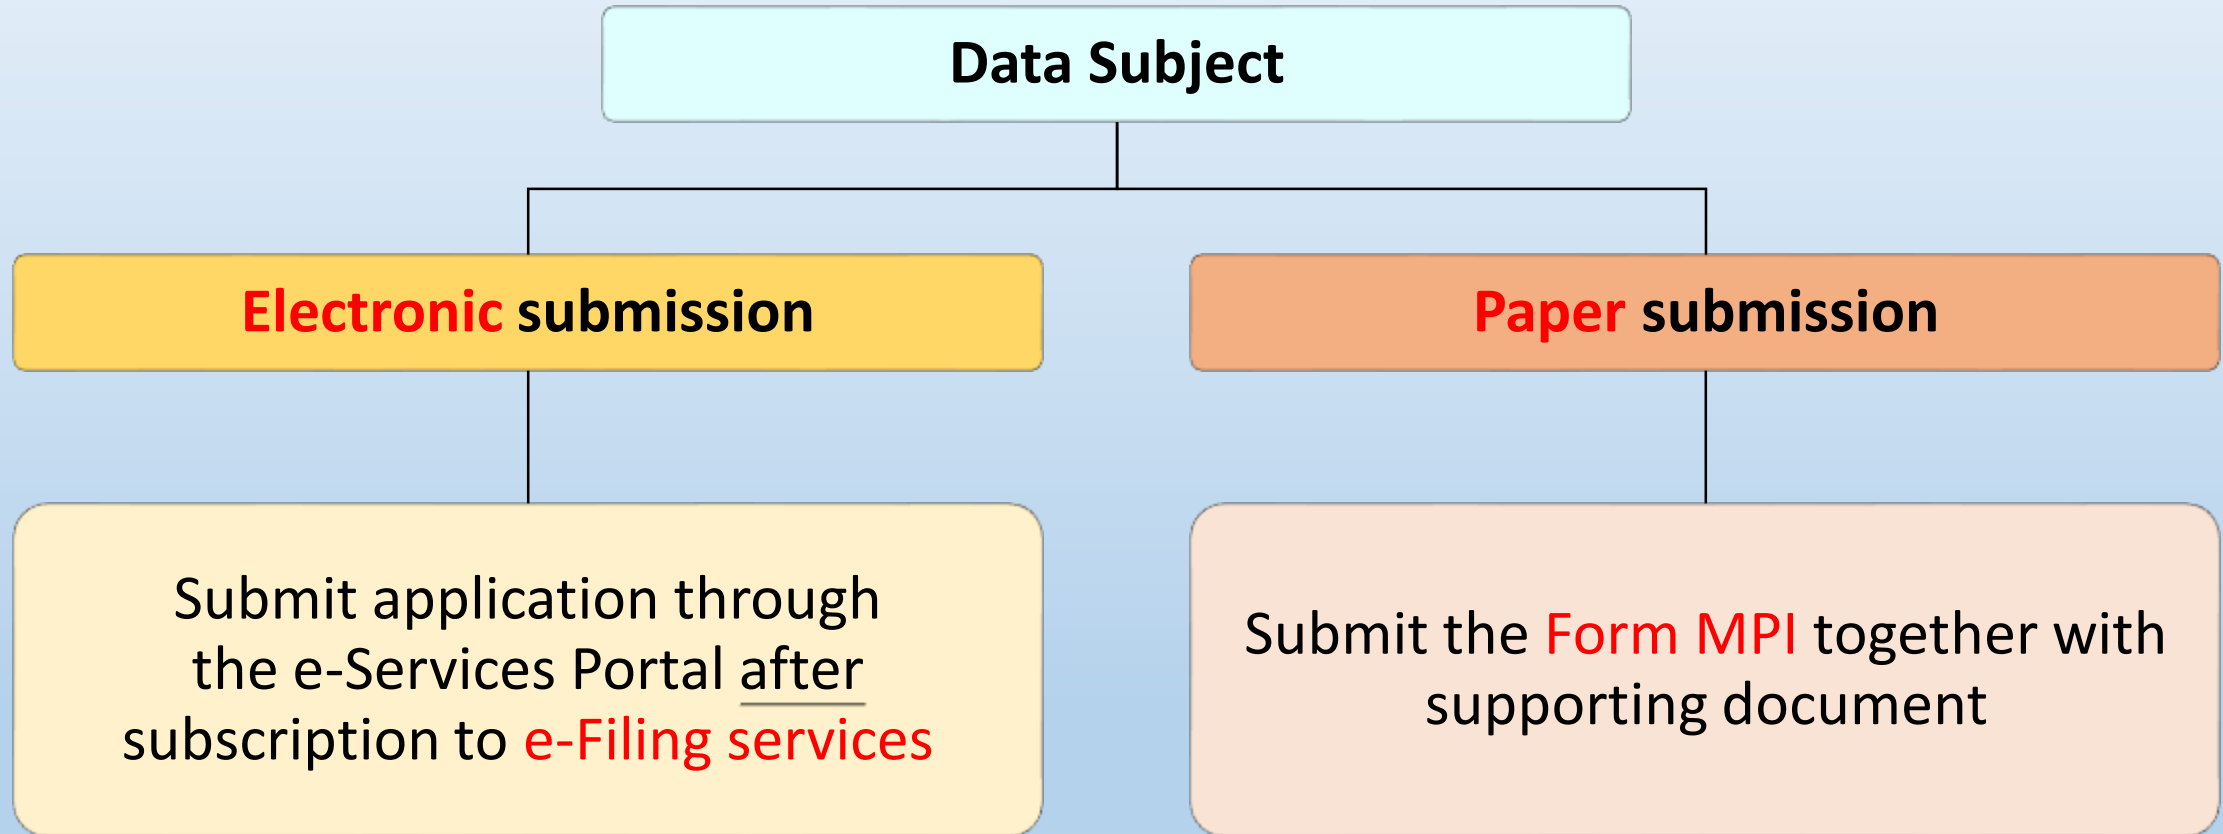 Data Subject
Electronic submission
Paper submission
Submit application through
the e-Services Portal after
subscription to e-Filing services
Submit the Form MPI together with
supporting document